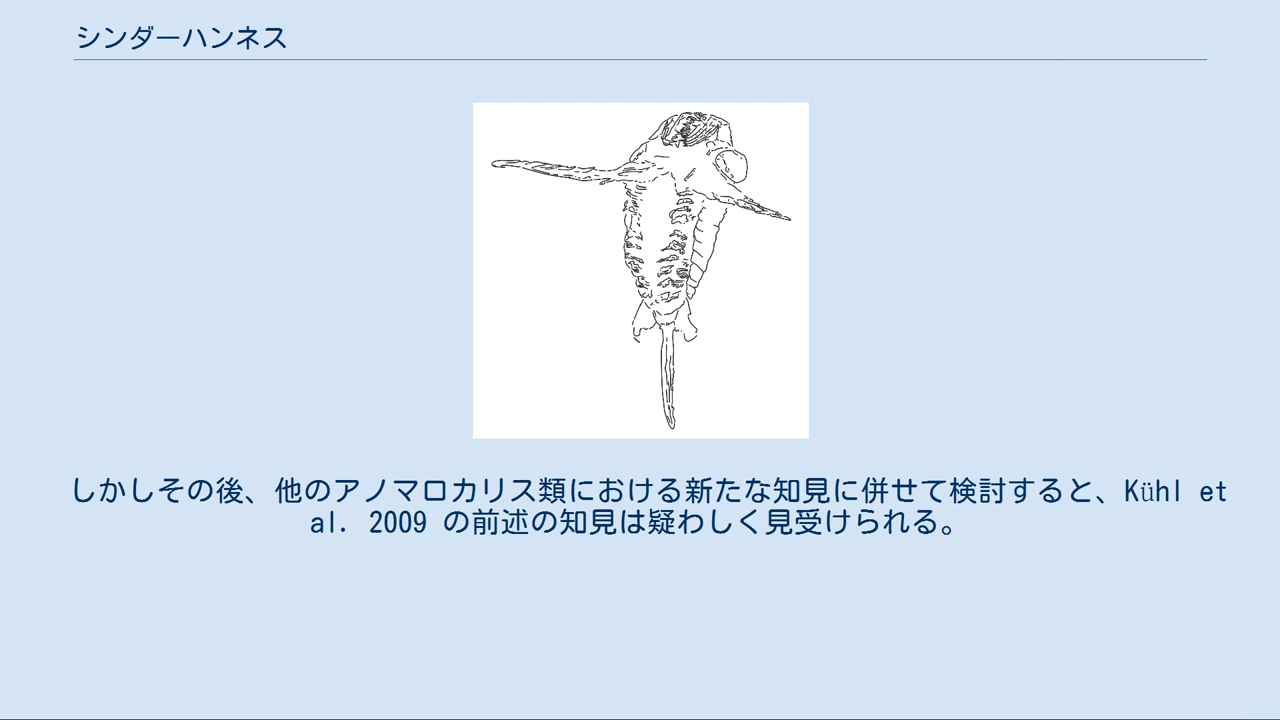 シンダーハンネス
しかしその後、他のアノマロカリス類における新たな知見に併せて検討すると、Kühl et
al. 2009 の前述の知見は疑わしく見受けられる。